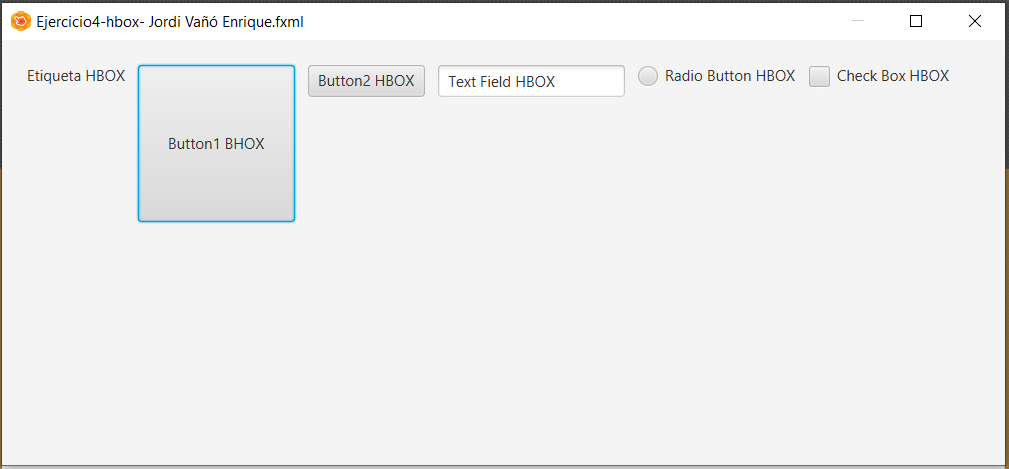 Ejercicio4-hbox- Jordi Vañó Enrique.fxml
Etiqueta HBOX
Button1 BHOX
Button2 HBOX
Text Field HBOX
Radio Button HBOX
Check Box HBOX